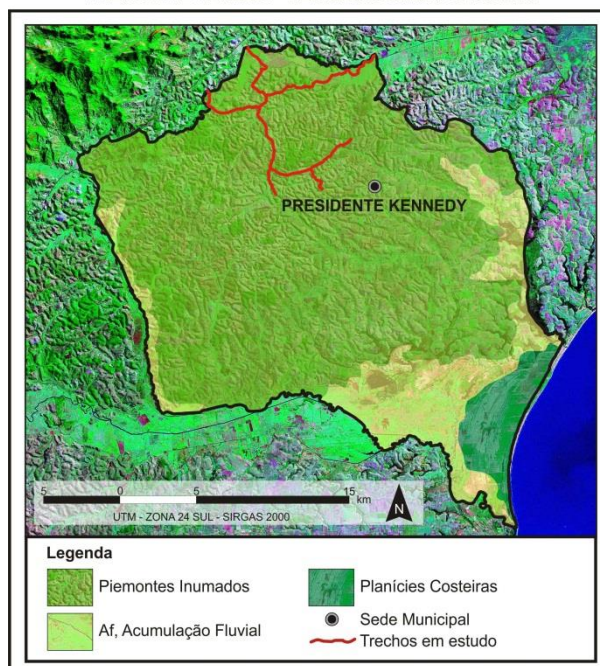 PRESIDENTE KENNEDY
5 0 5 15
km
UTM - ZONA 24 SUL - SIRGAS 2000
N
Legenda
Piemontes Inumados
Planícies Costeiras
Af, Acumulação Fluvial
Sede Municipal
Trechos em estudo